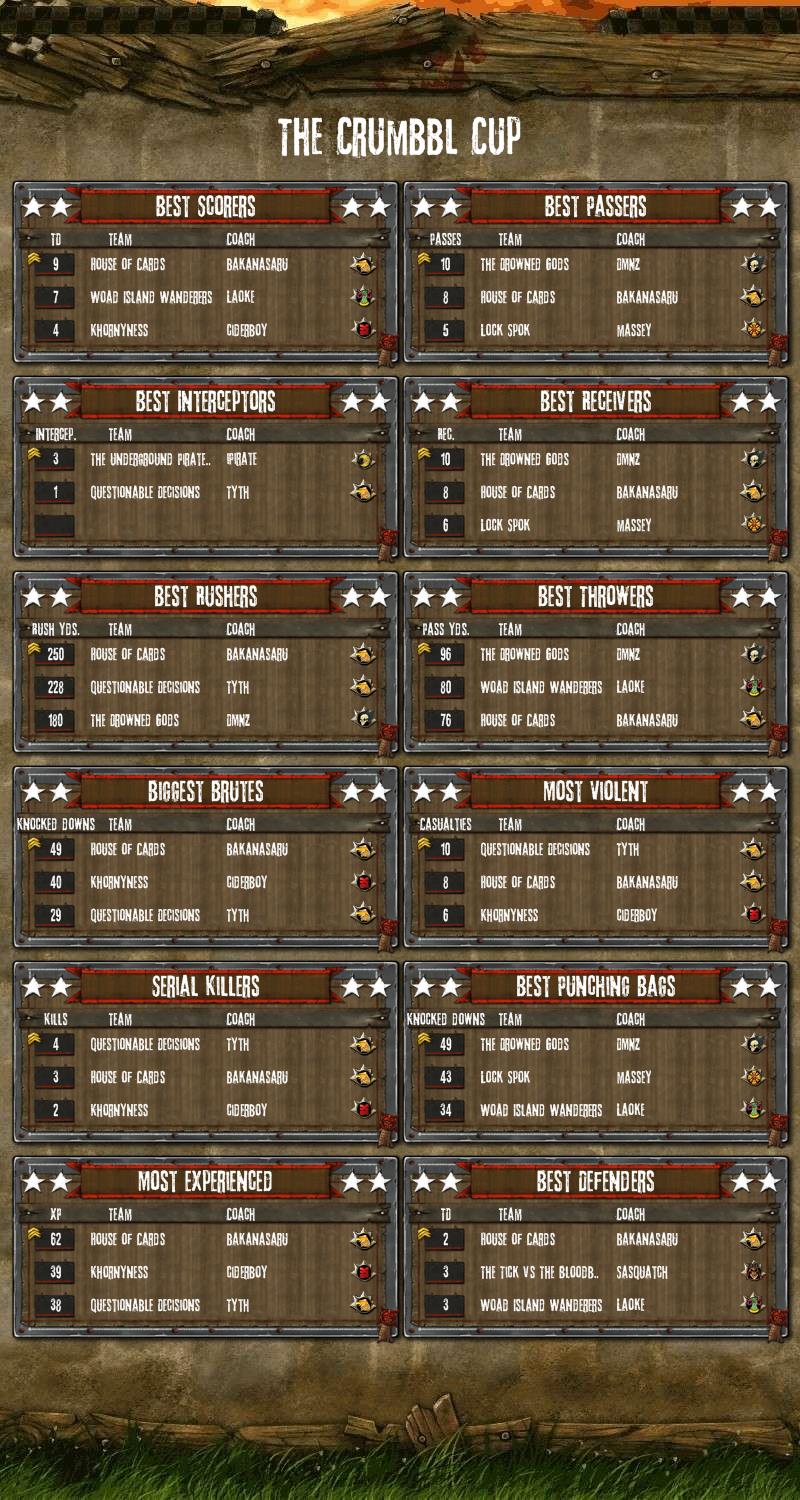 THE CRUMBBL CUP
BEST SCORERS
TD TEAM COACH
9 HOUSE OF CARDS BAKANASARU
7 WOAD ISLAND WANDERERS LAOKE
4 KHORNYNESS CIDERBOY
BEST PASSERS
PASSES TEAM COACH
10 THE DROWNED GODS DMNZ
8 HOUSE OF CARDS BAKANASARU
5 LOCK SPOK MASSEY
BEST INTERCEPTORS
INTERCEP. TEAM COACH
3 THE UNDERGROUND PIRATE.. IPIRATE
1 QUESTIONABLE DECISIONS TYTH
BEST RECEIVERS
REC. TEAM COACH
10 THE DROWNED GODS DMNZ
8 HOUSE OF CARDS BAKANASARU
6 LOCK SPOK MASSEY
BEST RUSHERS
RUSH YDS. TEAM COACH
250 HOUSE OF CARDS BAKANASARU
228 QUESTIONABLE DECISIONS TYTH
180 THE DROWNED GODS DMNZ
BEST THROWERS
PASS YDS. TEAM COACH
96 THE DROWNED GODS DMNZ
80 WOAD ISLAND WANDERERS LAOKE
76 HOUSE OF CARDS BAKANASARU
BIGGEST BRUTES
KNOCKED DOWNS TEAM COACH
49 HOUSE OF CARDS BAKANASARU
40 KHORNYNESS CIDERBOY
29 QUESTIONABLE DECISIONS TYTH
MOST VIOLENT
CASUALTIES TEAM COACH
10 QUESTIONABLE DECISIONS TYTH
8 HOUSE OF CARDS BAKANASARU
6 KHORNYNESS CIDERBOY
SERIAL KILLERS
KILLS TEAM COACH
4 QUESTIONABLE DECISIONS TYTH
3 HOUSE OF CARDS BAKANASARU
2 KHORNYNESS CIDERBOY
BEST PUNCHING BAGS
KNOCKED DOWNS TEAM COACH
49 THE DROWNED GODS DMNZ
43 LOCK SPOK MASSEY
34 WOAD ISLAND WANDERERS LAOKE
MOST EXPERIENCED
XP TEAM COACH
62 HOUSE OF CARDS BAKANASARU
39 KHORNYNESS CIDERBOY
38 QUESTIONABLE DECISIONS TYTH
BEST DEFENDERS
TD TEAM COACH
2 HOUSE OF CARDS BAKANASARU
3 THE TICK VS THE BLOODB.. SASQUATCH
3 WOAD ISLAND WANDERERS LAOKE